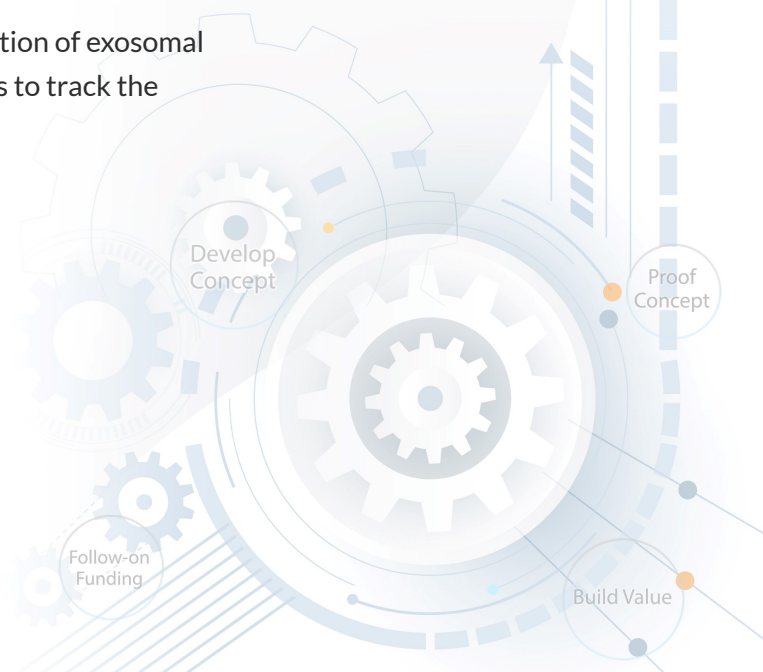 tion of exosomal
s to track the
Develop
Concept
Proof
Concept
Follow-on
Funding
Build Value